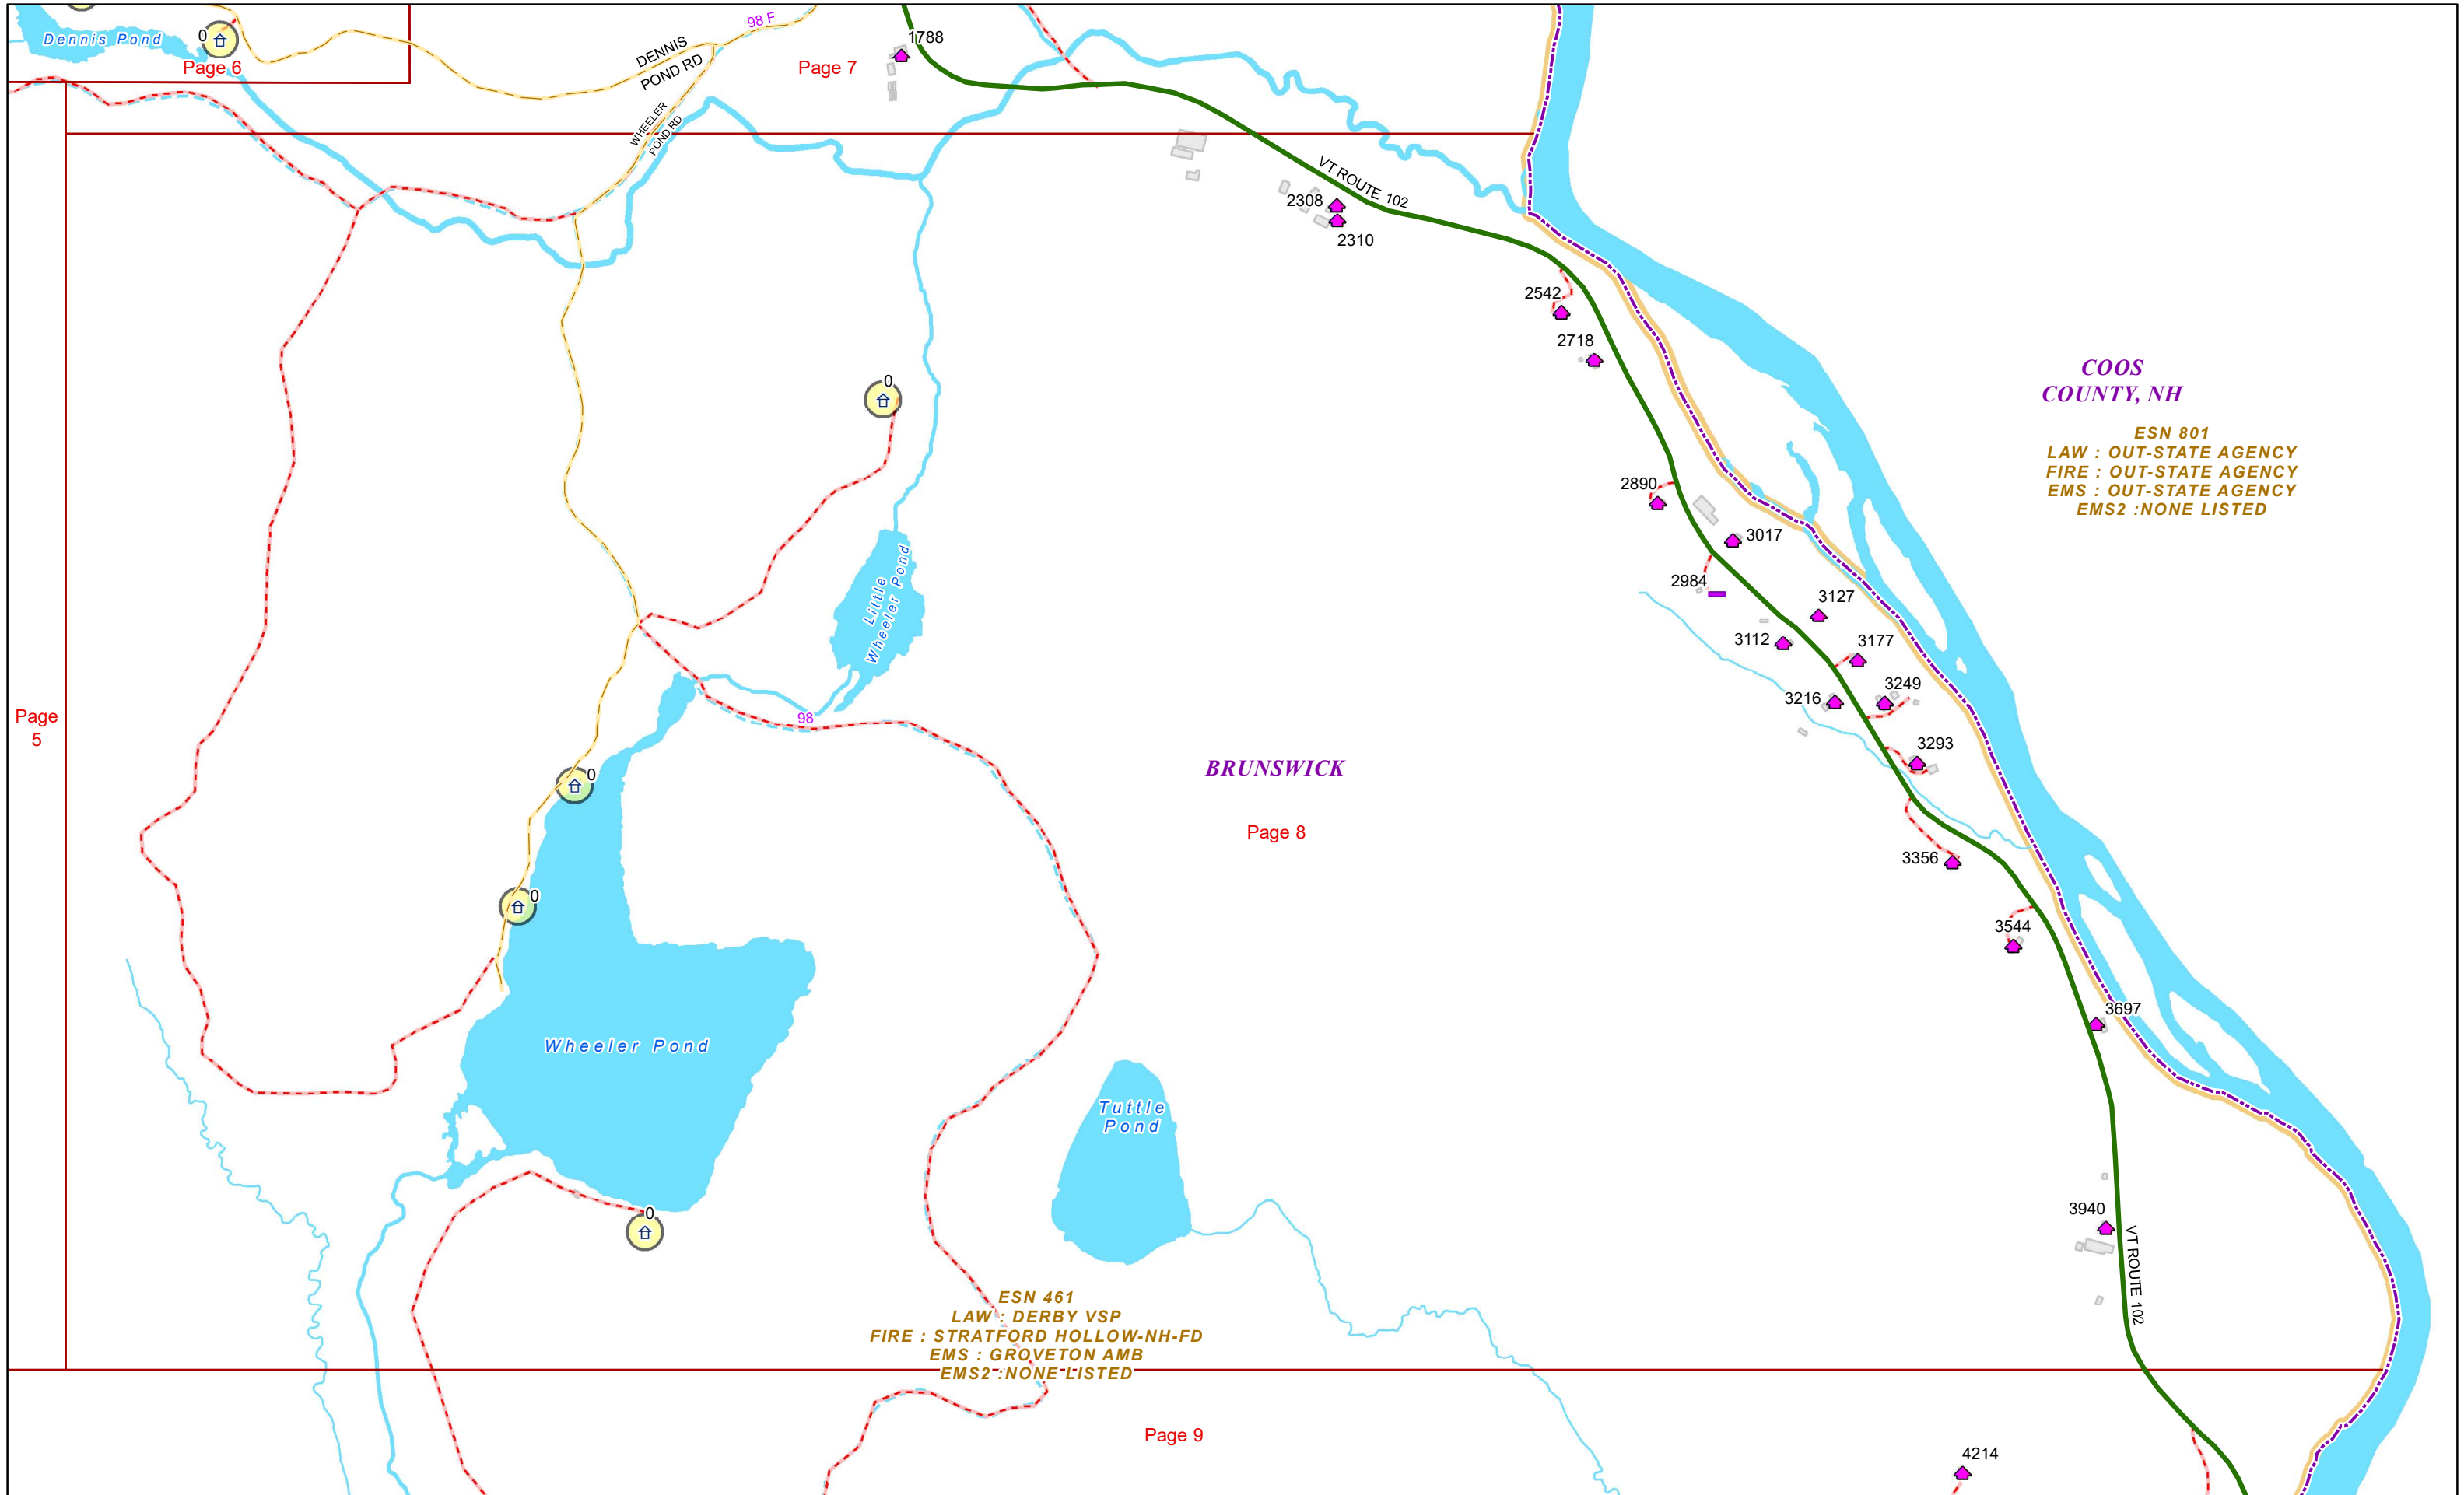 98 F
0
Dennis Pond
Page 6
DENNIS
POND RD
Page 7
1788
WHEELER
POND RD
VT ROUTE 102
2308
2310
2542
2718
COOS
COUNTY, NH
ESN 801
LAW : OUT-STATE AGENCY
FIRE : OUT-STATE AGENCY
EMS : OUT-STATE AGENCY
EMS2 :NONE LISTED
0
2890
3017
2984
Little
Wheeler Pond
3127
3112
3177
3216
3249
98
Page
5
3293
BRUNSWICK
0
Page 8
3356
0
3544
3697
Wheeler Pond
Tuttle
Pond
3940
0
VT ROUTE 102
ESN 461
LAW : DERBY VSP
FIRE : STRATFORD HOLLOW-NH-FD
EMS : GROVETON AMB
EMS2 :NONE LISTED
Page 9
4214